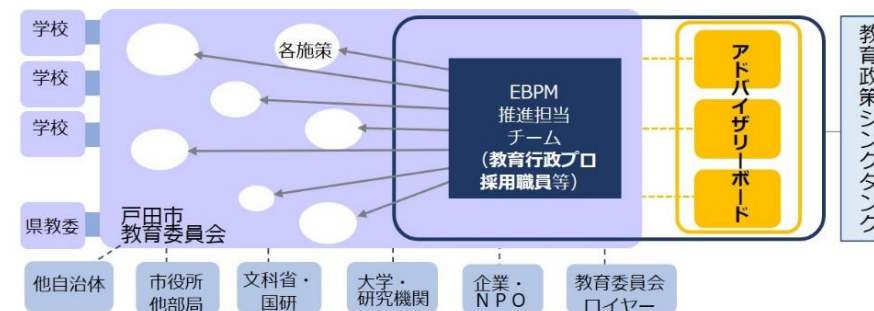 学校
学校
学校
県教委
各施策
戸田市
教育委員会
EBPM
推進担当
チーム
（教育行政プロ
採用職員等）
アドバイザリーボード
教育政策シンクタンク
他自治体
市役所
他部局
文科省・
国研
大学・
研究機関
企業・
ＮＰＯ
教育委員会
ロイヤー